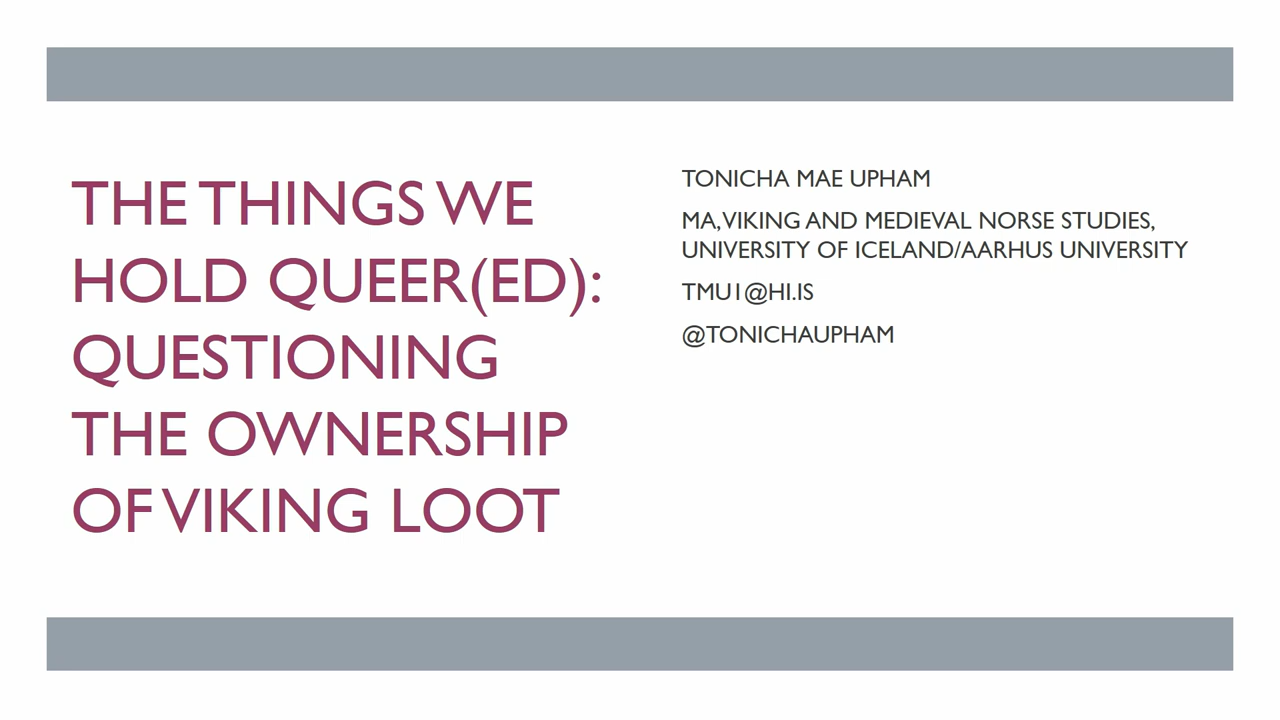 THE THINGS WE
HOLD QUEER(ED):
QUESTIONING
THE OWNERSHIP
OF VIKING LOOT
TONICHA MAE UPHAM
MA, VIKING AND MEDIEVAL NORSE STUDIES,
UNIVERSITY OF ICELAND/AARHUS UNIVERSITY
TMU1@HI.IS
@TONICHAUPHAM